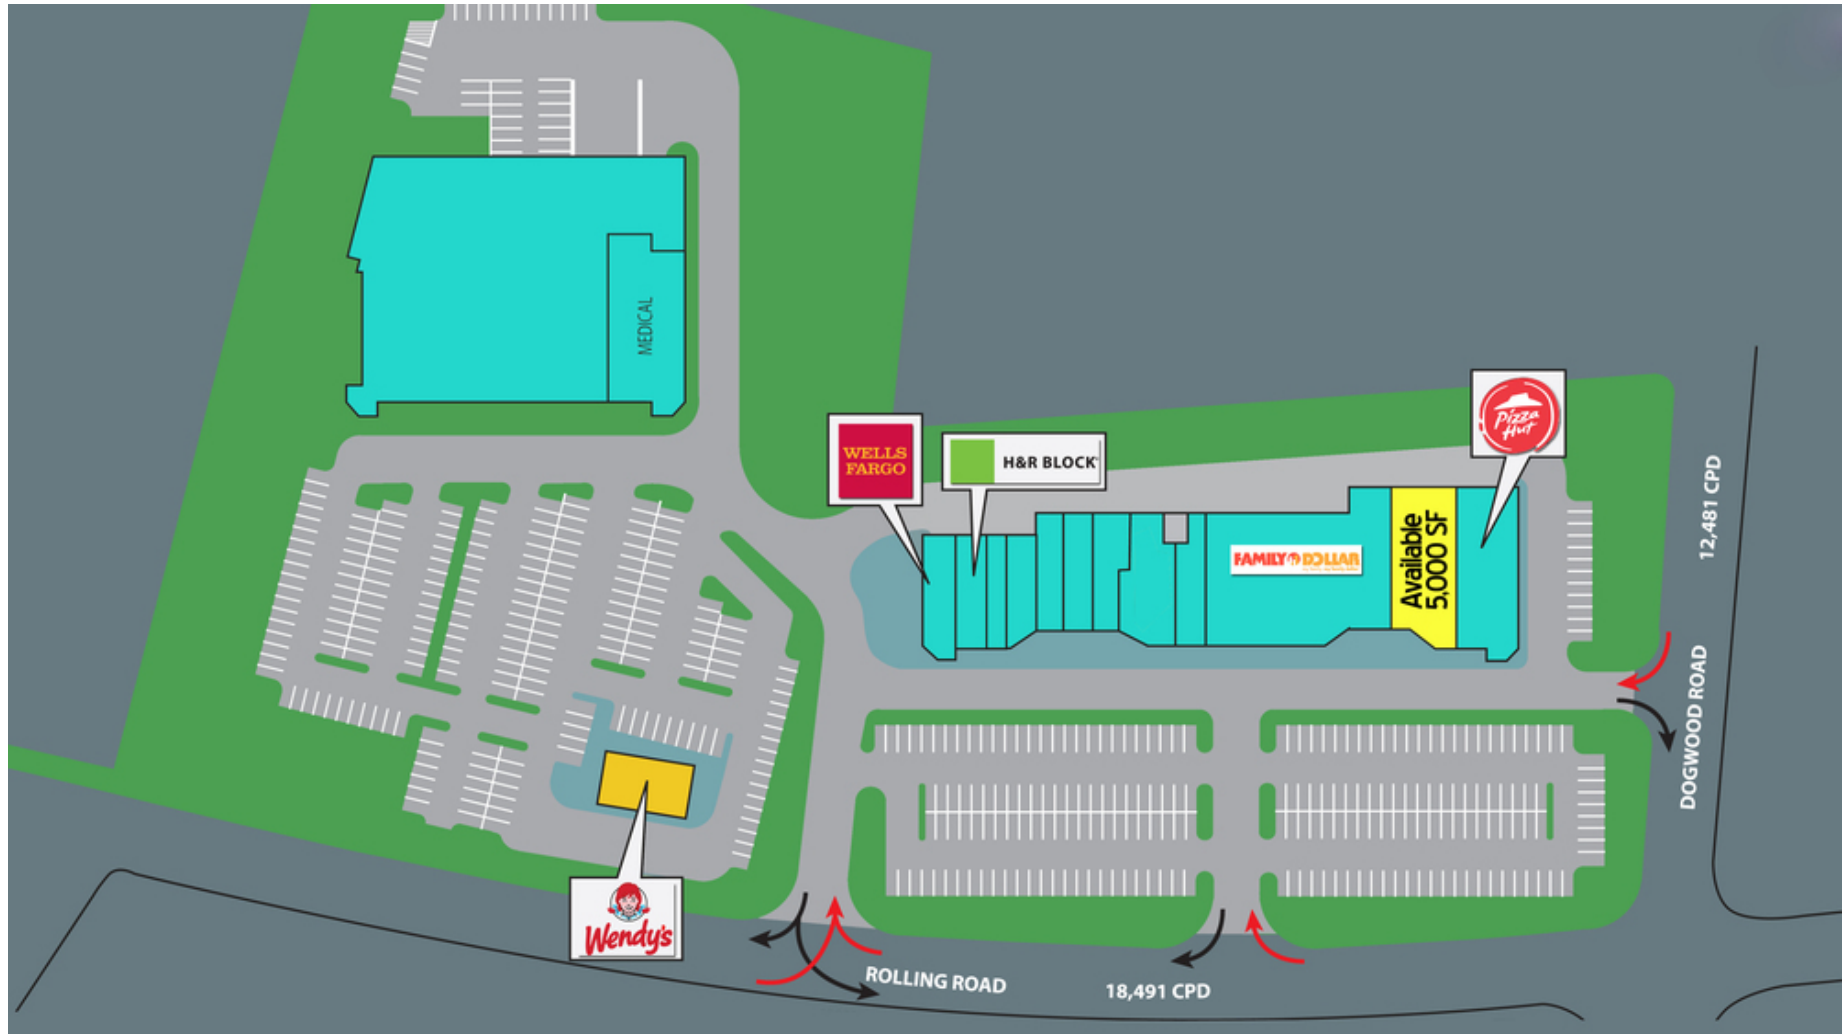 MEDICAL
WELLS
FARGO
H&R BLOCK
Pizza
Hut
FAMILY DOLLAR
Available
5,000 SF
12,481 CPD
DOGWOOD ROAD
Wendy's
ROLLING ROAD
18,491 CPD